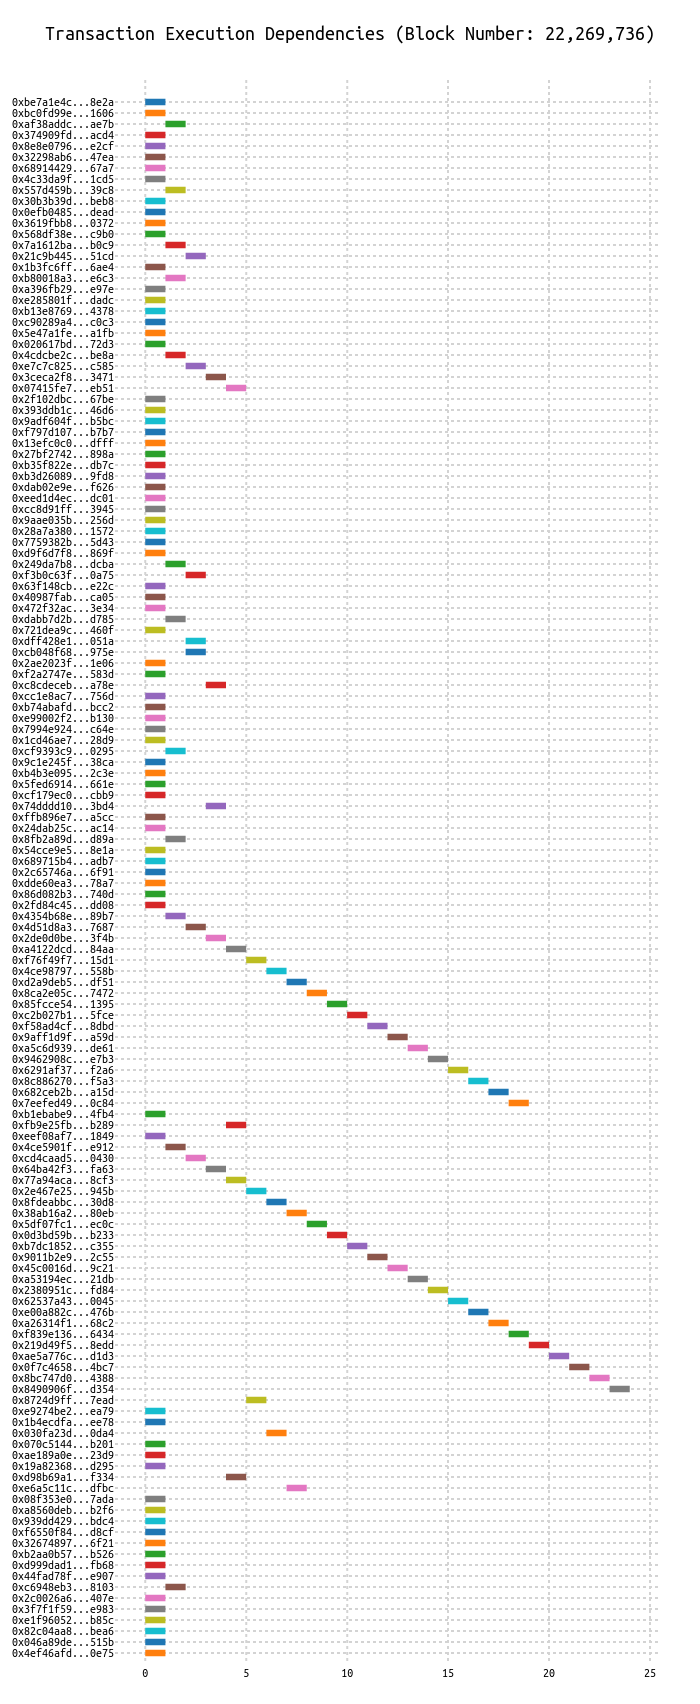 Transaction Execution Dependencies (Block Number: 22,269,736)
0xbe7a1e4c...8e2a
0xbc0fd99e...1606
0xaf38addc...ae7b
0x374909fd...acd4
0x8e8e0796...e2cf
0x32298ab6...47ea
0x68914429...67a7
0x4c33da9f...1cd5
0x557d459b...39c8
0x30b3b39d...beb8
0x0efb0485...dead
0x3619fbb8...0372
0x568df38e...c9b0
0x7a1612ba...b0c9
0x21c9b445...51cd
0x1b3fc6ff...6ae4
0xb80018a3...e6c3
0xa396fb29...e97e
0xe285801f...dadc
0xb13e8769...4378
0xc90289a4...c0c3
0x5e47a1fe...a1fb
0x020617bd...72d3
0x4cdcbe2c...be8a
0xe7c7c825...c585
0x3ceca2f8...3471
0x07415fe7...eb51
0x2f102dbc...67be
0x393ddb1c...46d6
0x9adf604f...b5bc
0xf797d107...b7b7
0x13efc0c0...dfff
0x27bf2742...898a
0xb35f822e...db7c
0xb3d26089...9fd8
0xdab02e9e...f626
0xeed1d4ec...dc01
0xcc8d91ff...3945
0x9aae035b...256d
0x28a7a380...1572
0x7759382b...5d43
0xd9f6d7f8...869f
0x249da7b8...dcba
0xf3b0c63f...0a75
0x63f148cb...e22c
0x40987fab...ca05
0x472f32ac...3e34
0xdabb7d2b...d785
0x721dea9c...460f
0xdff428e1...051a
0xcb048f68...975e
0x2ae2023f...1e06
0xf2a2747e...583d
0xc8cdeceb...a78e
0xcc1e8ac7...756d
0xb74abafd...bcc2
0xe99002f2...b130
0x7994e924...c64e
0x1cd46ae7...28d9
0xcf9393c9...0295
0x9c1e245f...38ca
0xb4b3e095...2c3e
0x5fed6914...661e
0xcf179ec0...cbb9
0x74dddd10...3bd4
0xffb896e7...a5cc
0x24dab25c...ac14
0x8fb2a89d...d89a
0x54cce9e5...8e1a
0x689715b4...adb7
0x2c65746a...6f91
0xdde60ea3...78a7
0x86d082b3...740d
0x2fd84c45...dd08
0x4354b68e...89b7
0x4d51d8a3...7687
0x2de0d0be...3f4b
0xa4122dcd...84aa
0xf76f49f7...15d1
0x4ce98797...558b
0xd2a9deb5...df51
0x8ca2e05c...7472
0x85fcce54...1395
0xc2b027b1...5fce
0xf58ad4cf...8dbd
0x9aff1d9f...a59d
0xa5c6d939...de61
0x9462908c...e7b3
0x6291af37...f2a6
0x8c886270...f5a3
0x682ceb2b...a15d
0x7eefed49...0c84
0xb1ebabe9...4fb4
0xfb9e25fb...b289
0xeef08af7...1849
0x4ce5901f...e912
0xcd4caad5...0430
0x64ba42f3...fa63
0x77a94aca...8cf3
0x2e467e25...945b
0x8fdeabbc...30d8
0x38ab16a2...80eb
0x5df07fc1...ec0c
0x0d3bd59b...b233
0xb7dc1852...c355
0x9011b2e9...2c55
0x45c0016d...9c21
0xa53194ec...21db
0x2380951c...fd84
0x62537a43...0045
0xe00a882c...476b
0xa26314f1...68c2
0xf839e136...6434
0x219d49f5...8edd
0xae5a776c...d1d3
0x0f7c4658...4bc7
0x8bc747d0...4388
0x8490906f...d354
0x8724d9ff...7ead
0xe9274be2...ea79
0x1b4ecdfa...ee78
0x030fa23d...0da4
0x070c5144...b201
0xae189a0e...23d9
0x19a82368...d295
0xd98b69a1...f334
0xe6a5c11c...dfbc
0x08f353e0...7ada
0xa8560deb...b2f6
0x939dd429...bdc4
0xf6550f84...d8cf
0x32674897...6f21
0xb2aa0b57...b526
0xd999dad1...fb68
0x44fad78f...e907
0xc6948eb3...8103
0x2c0026a6...407e
0x3f7f1f59...e983
0xe1f96052...b85c
0x82c04aa8...bea6
0x046a89de...515b
0x4ef46afd...0e75
0 5 10 15 20 25